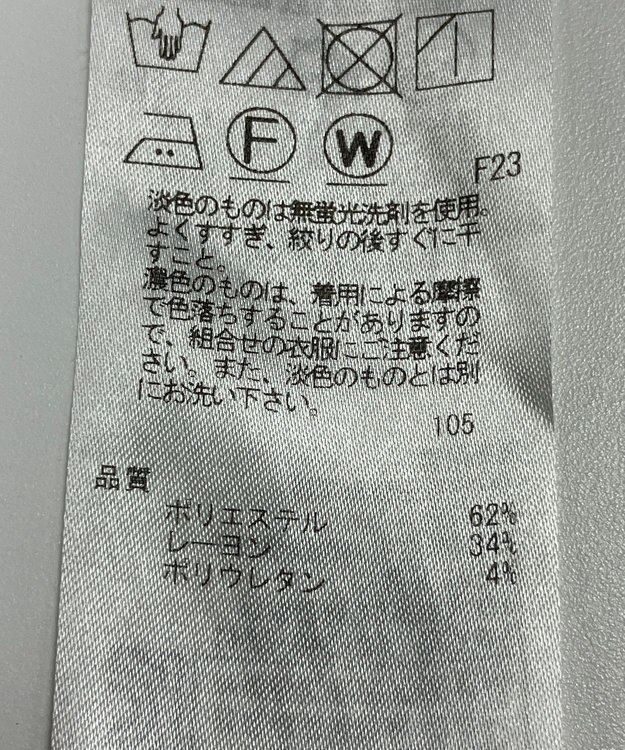 F W
F23
淡色のものは無蛍光洗剤を使用。
よくすすぎ、絞りの後すぐに干
すこと。
濃色のものは、着用による摩擦
で色落ちすることがありますの
で、組合せの衣服にご注意くだ
さい。また、淡色のものとは別
にお洗い下さい。
105
品質
ポリエステル 62%
レーヨン 34%
ポリウレタン 4%